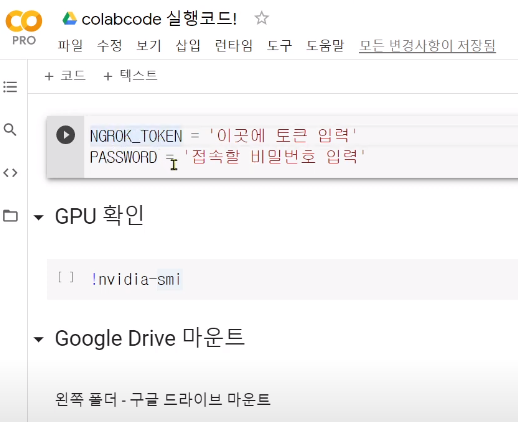 colabcode 실행코드!
PRO
파일 수정 보기 삽입 런타임 도구 도움말 모든 변경사항이 저장됨
+ 코드 + 텍스트
NGROK_TOKEN = '이곳에 토큰 입력'
PASSWORD = '접속할 비밀번호 입력'
GPU 확인
[ ] !nvidia-smi
Google Drive 마운트
왼쪽 폴더 - 구글 드라이브 마운트